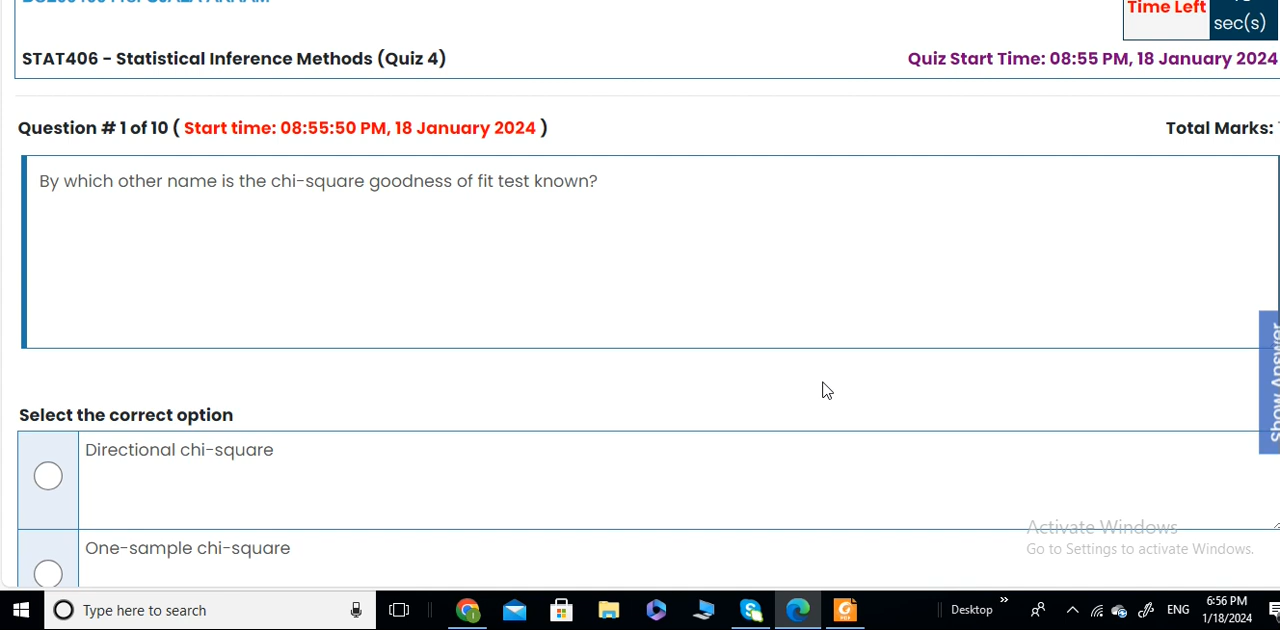 Time Left
sec(s)
STAT406 - Statistical Inference Methods (Quiz 4)
Quiz Start Time: 08:55 PM, 18 January 2024
Question # 1 of 10 ( Start time: 08:55:50 PM, 18 January 2024 )
Total Marks:
By which other name is the chi-square goodness of fit test known?
Show Answer
Select the correct option
Directional chi-square
One-sample chi-square
Activate Windows
Go to Settings to activate Windows.
Type here to search
Desktop
ENG
6:56 PM
1/18/2024